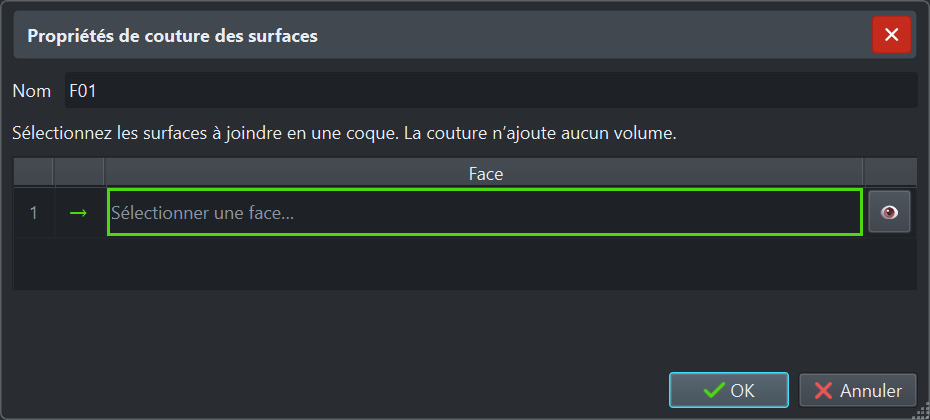 Propriétés de couture des surfaces
Nom F01
Sélectionnez les surfaces à joindre en une coque. La couture n’ajoute aucun volume.
Face
1 → Sélectionner une face...
OK Annuler